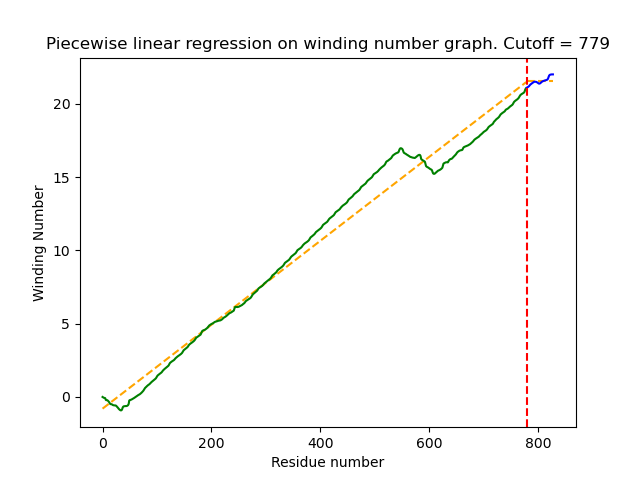 Piecewise linear regression on winding number graph. Cutoff = 779
Winding Number
20
15
10
5
0
0 200 400 600 800
Residue number